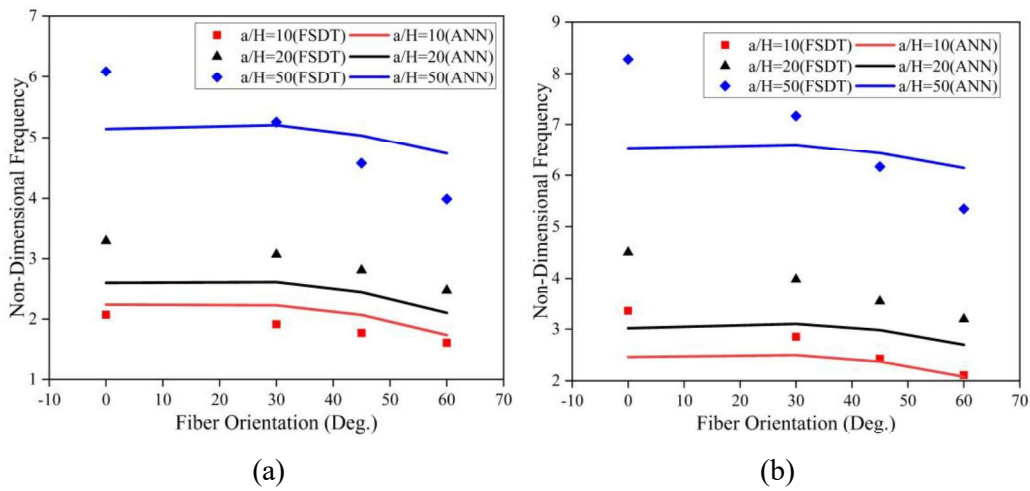 7
6
5
4
3
2
1
Non-Dimensional Frequency
a/H=10(FSDT) a/H=10(ANN)
a/H=20(FSDT) a/H=20(ANN)
a/H=50(FSDT) a/H=50(ANN)
-10 0 10 20 30 40 50 60 70
Fiber Orientation (Deg.)
(a)
9
8
7
6
5
4
3
2
Non-Dimensional Frequency
a/H=10(FSDT) a/H=10(ANN)
a/H=20(FSDT) a/H=20(ANN)
a/H=50(FSDT) a/H=50(ANN)
-10 0 10 20 30 40 50 60 70
Fiber Orientation (Deg.)
(b)